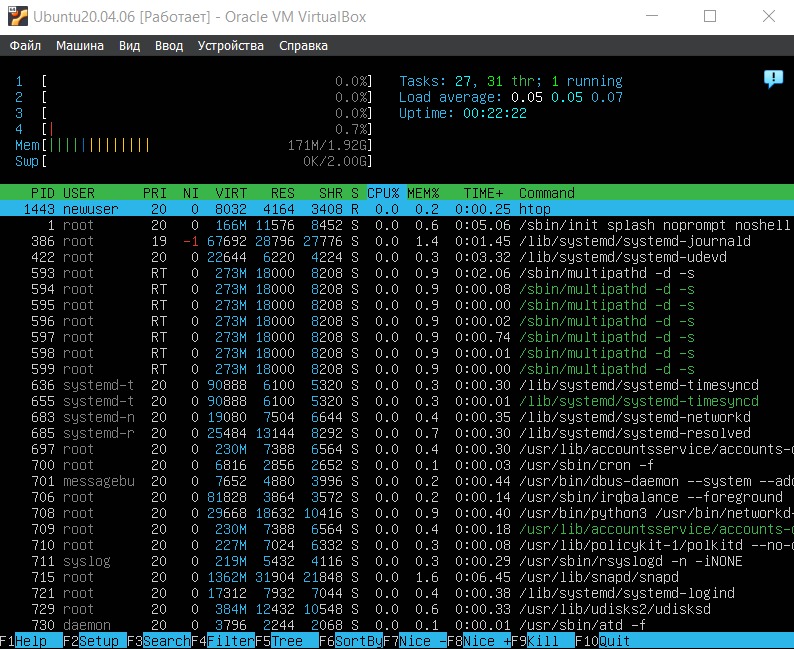 Ubuntu20.04.06 [Работает] - Oracle VM VirtualBox
Файл Машина Вид Ввод Устройства Справка
1 [ 0.0%] Tasks: 27, 31 thr; 1 running
2 [ 0.0%] Load average: 0.05 0.05 0.07
3 [ 0.0%] Uptime: 00:22:22
4 [| 0.7%]
Mem[||||||||||||| 171M/1.92G]
Swp[ 0K/2.00G]
PID USER PRI NI VIRT RES SHR S CPU% MEM% TIME+ Command
1443 newuser 20 0 8032 4164 3408 R 0.0 0.2 0:00.25 htop
1 root 20 0 166M 11576 8452 S 0.0 0.6 0:05.06 /sbin/init splash noprompt noshell
386 root 19 -1 67692 28796 27776 S 0.0 1.4 0:01.45 /lib/systemd/systemd-journald
422 root 20 0 22644 6220 4224 S 0.0 0.3 0:03.32 /lib/systemd/systemd-udevd
593 root RT 0 273M 18000 8208 S 0.0 0.9 0:02.06 /sbin/multipathd -d -s
594 root RT 0 273M 18000 8208 S 0.0 0.9 0:00.08 /sbin/multipathd -d -s
595 root RT 0 273M 18000 8208 S 0.0 0.9 0:00.00 /sbin/multipathd -d -s
596 root RT 0 273M 18000 8208 S 0.0 0.9 0:00.02 /sbin/multipathd -d -s
597 root RT 0 273M 18000 8208 S 0.0 0.9 0:00.74 /sbin/multipathd -d -s
598 root RT 0 273M 18000 8208 S 0.0 0.9 0:00.01 /sbin/multipathd -d -s
599 root RT 0 273M 18000 8208 S 0.0 0.9 0:00.00 /sbin/multipathd -d -s
636 systemd-t 20 0 90888 6100 5320 S 0.0 0.3 0:00.30 /lib/systemd/systemd-timesyncd
655 systemd-t 20 0 90888 6100 5320 S 0.0 0.3 0:00.01 /lib/systemd/systemd-timesyncd
683 systemd-n 20 0 19080 7504 6644 S 0.0 0.4 0:00.35 /lib/systemd/systemd-networkd
685 systemd-r 20 0 25484 13144 8292 S 0.0 0.7 0:00.30 /lib/systemd/systemd-resolved
697 root 20 0 230M 7388 6564 S 0.0 0.4 0:00.30 /usr/lib/accountsservice/accounts-
700 root 20 0 6816 2856 2652 S 0.0 0.1 0:00.03 /usr/sbin/cron -f
701 messagebu 20 0 7652 4880 3996 S 0.0 0.2 0:00.44 /usr/bin/dbus-daemon --system --ad
706 root 20 0 81828 3864 3572 S 0.0 0.2 0:00.14 /usr/sbin/irqbalance --foreground
708 root 20 0 29668 18632 10416 S 0.0 0.9 0:00.40 /usr/bin/python3 /usr/bin/networkd-
709 root 20 0 230M 7388 6564 S 0.0 0.4 0:00.18 /usr/lib/accountsservice/accounts-
710 root 20 0 227M 7024 6332 S 0.0 0.3 0:00.08 /usr/lib/policykit-1/polkitd --no-
711 syslog 20 0 219M 5432 4116 S 0.0 0.3 0:00.29 /usr/sbin/rsyslogd -n -iNONE
715 root 20 0 1362M 31904 21848 S 0.0 1.6 0:06.45 /usr/lib/snapd/snapd
721 root 20 0 17312 7932 7044 S 0.0 0.4 0:00.38 /lib/systemd/systemd-logind
729 root 20 0 384M 12432 10548 S 0.0 0.6 0:00.33 /usr/lib/udisks2/udisksd
730 daemon 20 0 3796 2244 2068 S 0.0 0.1 0:00.01 /usr/sbin/atd -f
F1Help F2Setup F3SearchF4FilterF5Tree F6SortByF7Nice -F8Nice +F9Kill F10Quit